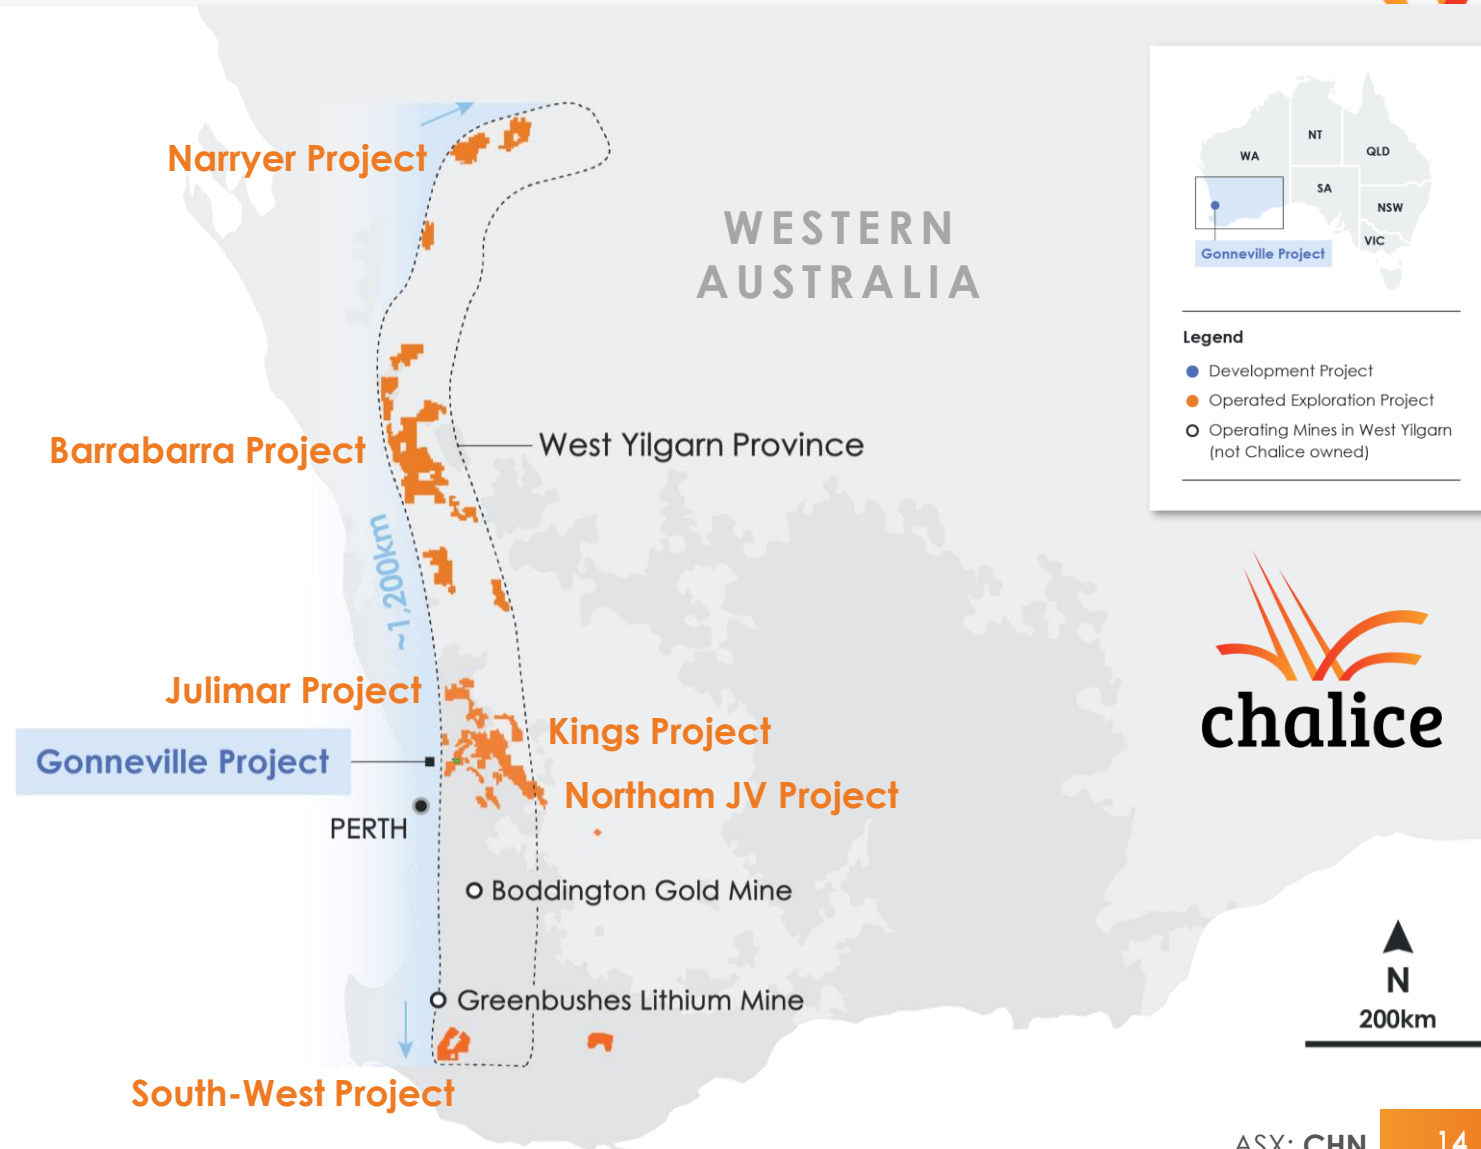 Narryer Project
WESTERN
AUSTRALIA
Barrabarra Project
West Yilgarn Province
~1,200km
Julimar Project
Kings Project
Gonneville Project
Northam JV Project
PERTH
Boddington Gold Mine
Greenbushes Lithium Mine
South-West Project
WA
NT
QLD
SA
NSW
VIC
Gonneville Project
Legend
Development Project
Operated Exploration Project
Operating Mines in West Yilgarn
(not Chalice owned)
chalice
N
200km
ASX: CHN
14